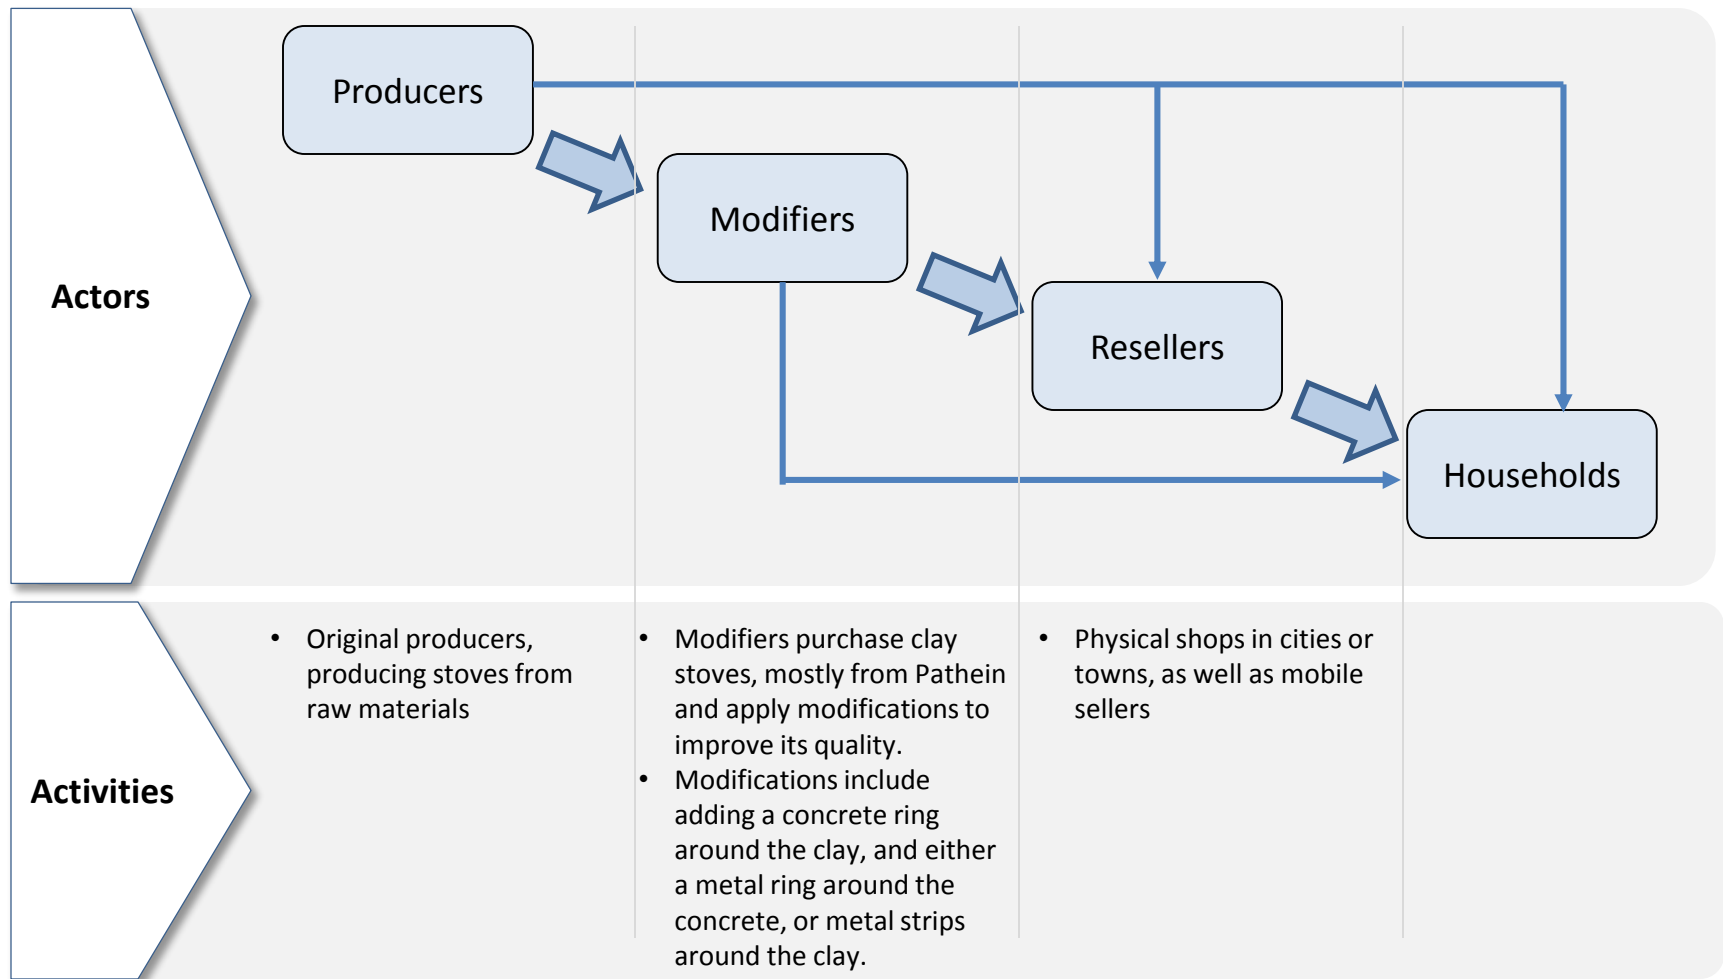 Actors
Producers
Modifiers
Resellers
Households
Activities
• Original producers,
producing stoves from
raw materials
• Modifiers purchase clay
stoves, mostly from Pathein
and apply modifications to
improve its quality.
• Modifications include
adding a concrete ring
around the clay, and either
a metal ring around the
concrete, or metal strips
around the clay.
• Physical shops in cities or
towns, as well as mobile
sellers